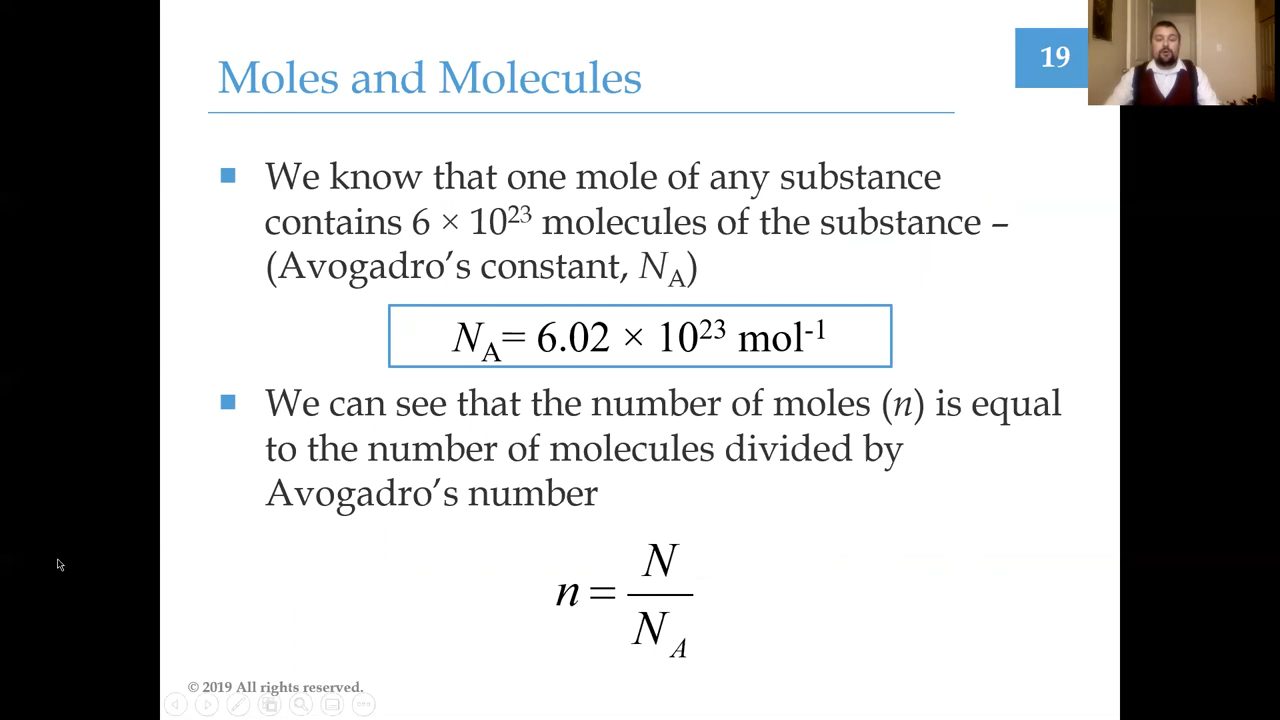 Moles and Molecules
19
We know that one mole of any substance
contains 6 × 10²³ molecules of the substance –
(Avogadro’s constant, N_A)
N_A= 6.02 × 10²³ mol⁻¹
We can see that the number of moles (n) is equal
to the number of molecules divided by
Avogadro’s number
n = N / N_A
© 2019 All rights reserved.